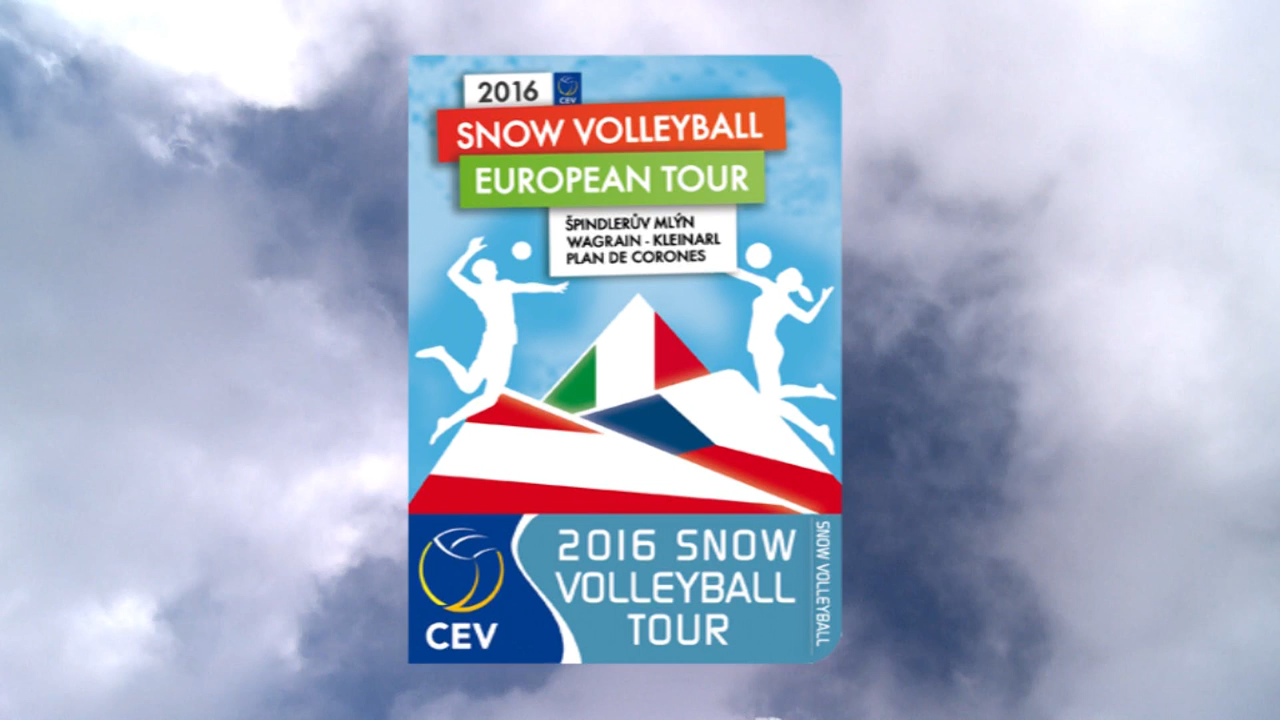 2016
CEV
SNOW VOLLEYBALL
EUROPEAN TOUR
ŠPINDLERŮV MLÝN
WAGRAIN - KLEINARL
PLAN DE CORONES
CEV
2016 SNOW
VOLLEYBALL
TOUR
SNOW VOLLEYBALL